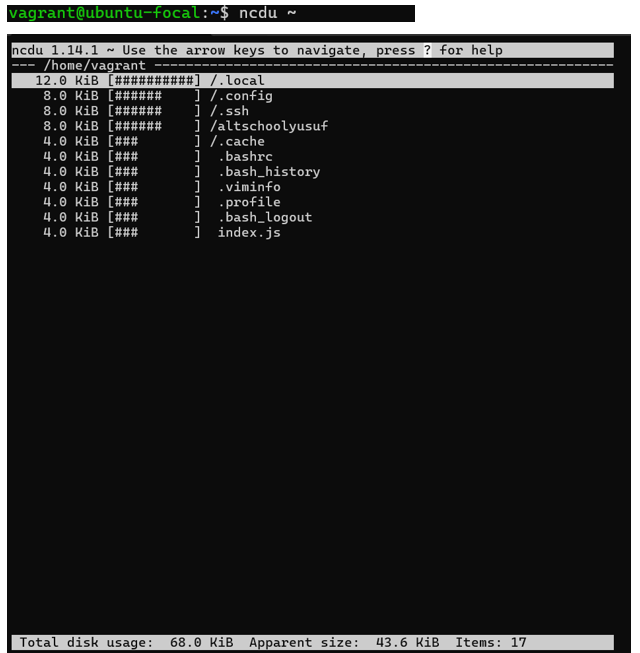 vagrant@ubuntu-focal:~$ ncdu ~
ncdu 1.14.1 ~ Use the arrow keys to navigate, press ? for help
--- /home/vagrant ----------------------------------------------------------
   12.0 KiB [##########] /.local
    8.0 KiB [######    ] /.config
    8.0 KiB [######    ] /.ssh
    8.0 KiB [######    ] /altschoolyusuf
    4.0 KiB [###       ] /.cache
    4.0 KiB [###       ]  .bashrc
    4.0 KiB [###       ]  .bash_history
    4.0 KiB [###       ]  .viminfo
    4.0 KiB [###       ]  .profile
    4.0 KiB [###       ]  .bash_logout
    4.0 KiB [###       ]  index.js
Total disk usage:  68.0 KiB  Apparent size:  43.6 KiB  Items: 17